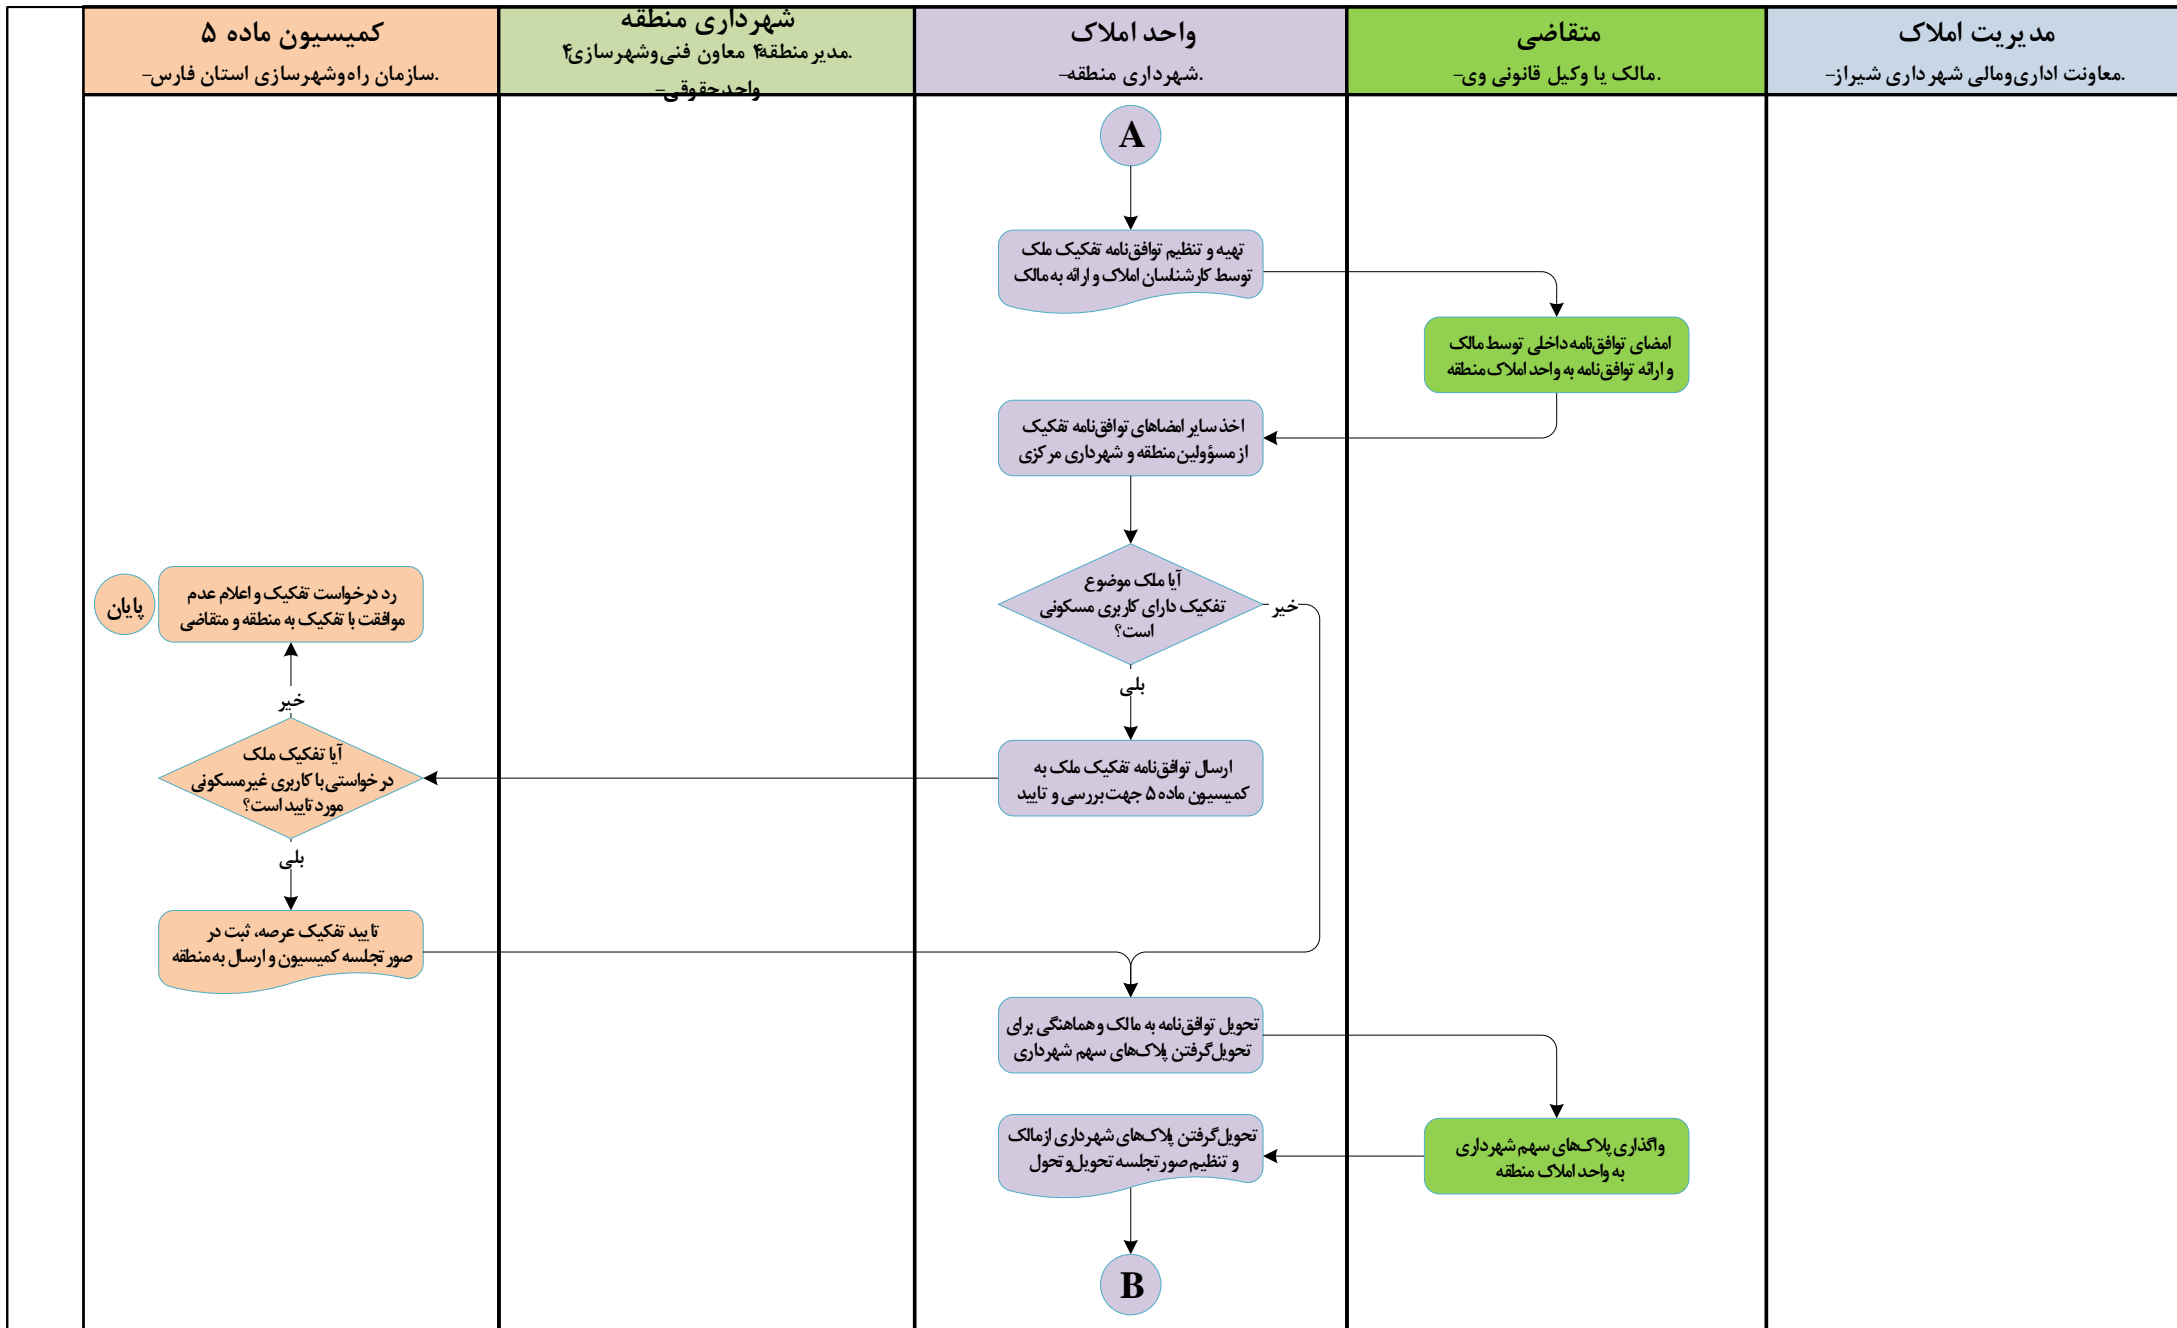 مدیریت املاک
معاونت اداری‌ومالی شهرداری شیراز-.
متقاضی
مالک یا وکیل قانونی وی-.
واحد املاک
شهرداری منطقه-.
شهرداری منطقه
مدیرمنطقه۴ معاون فنی‌وشهرسازی۴.
واحدحقوقی-
کمیسیون ماده ۵
سازمان راه‌وشهرسازی استان فارس-.
A
تهیه و تنظیم توافق‌نامه تفکیک ملک
توسط کارشناسان املاک و ارائه به مالک
امضای توافق‌نامه داخلی توسط مالک
و ارائه توافق‌نامه به واحد املاک منطقه
اخذ سایر امضاهای توافق‌نامه تفکیک
از مسؤولین منطقه و شهرداری مرکزی
آیا ملک موضوع
تفکیک دارای کاربری مسکونی
است؟
خیر
بلی
ارسال توافق‌نامه تفکیک ملک به
کمیسیون ماده ۵ جهت بررسی و تایید
آیا تفکیک ملک
درخواستی با کاربری غیرمسکونی
مورد تایید است؟
خیر
رد درخواست تفکیک و اعلام عدم
موافقت با تفکیک به منطقه و متقاضی
پایان
بلی
تایید تفکیک عرصه، ثبت در
صورتجلسه کمیسیون و ارسال به منطقه
تحویل توافق‌نامه به مالک و هماهنگی برای
تحویل‌گرفتن پلاک‌های سهم شهرداری
واگذاری پلاک‌های سهم شهرداری
به واحد املاک منطقه
تحویل‌گرفتن پلاک‌های شهرداری ازمالک
و تنظیم صورتجلسه تحویل‌وتحول
B